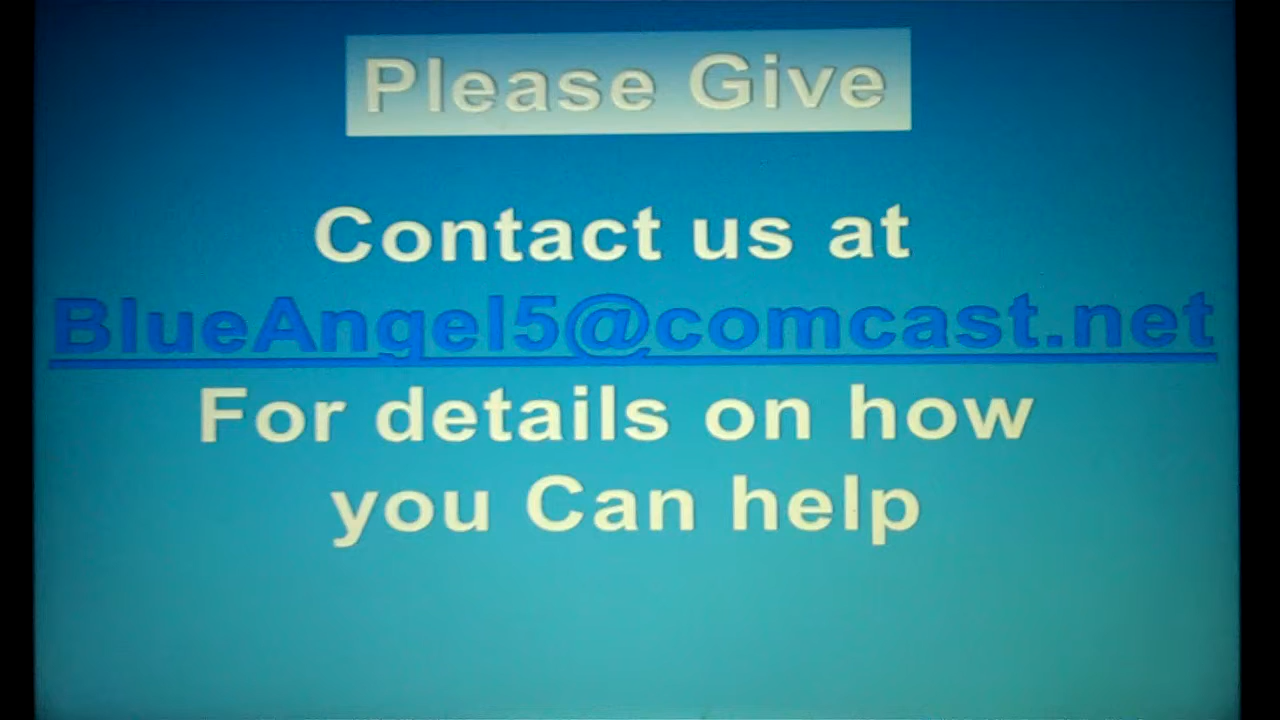 Please Give
Contact us at
BlueAngel5@comcast.net
For details on how
you Can help